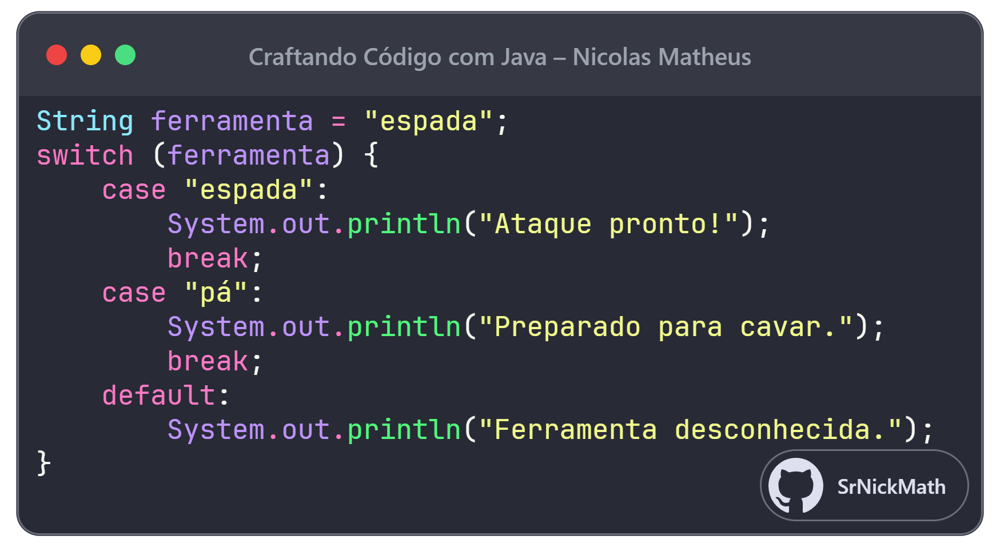 Craftando Código com Java – Nicolas Matheus
String ferramenta = "espada";
switch (ferramenta) {
    case "espada":
        System.out.println("Ataque pronto!");
        break;
    case "pá":
        System.out.println("Preparado para cavar.");
        break;
    default:
        System.out.println("Ferramenta desconhecida.");
}
SrNickMath